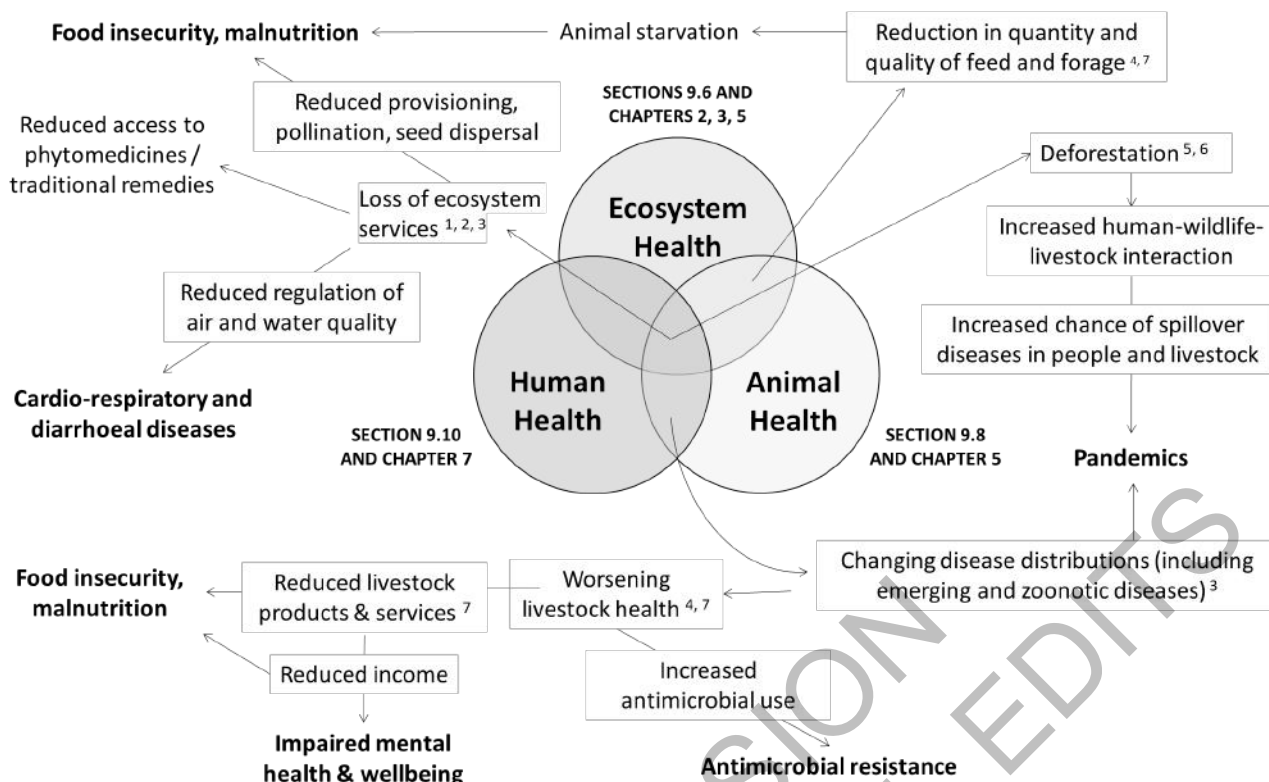 Food insecurity, malnutrition
Animal starvation
Reduction in quantity and
quality of feed and forage 4, 7
Reduced provisioning,
pollination, seed dispersal
SECTIONS 9.6 AND
CHAPTERS 2, 3, 5
Reduced access to
phytomedicines /
traditional remedies
Deforestation 5, 6
Loss of ecosystem
services 1, 2, 3
Ecosystem
Health
Increased human-wildlife-
livestock interaction
Reduced regulation of
air and water quality
Increased chance of spillover
diseases in people and livestock
Human
Health
Animal
Health
Cardio-respiratory and
diarrhoeal diseases
SECTION 9.10
AND CHAPTER 7
SECTION 9.8
AND CHAPTER 5
Pandemics
Changing disease distributions (including
emerging and zoonotic diseases) 3
Food insecurity,
malnutrition
Reduced livestock
products & services 7
Worsening
livestock health 4, 7
Reduced income
Increased
antimicrobial use
Impaired mental
health & wellbeing
Antimicrobial resistance
SION
EDITS